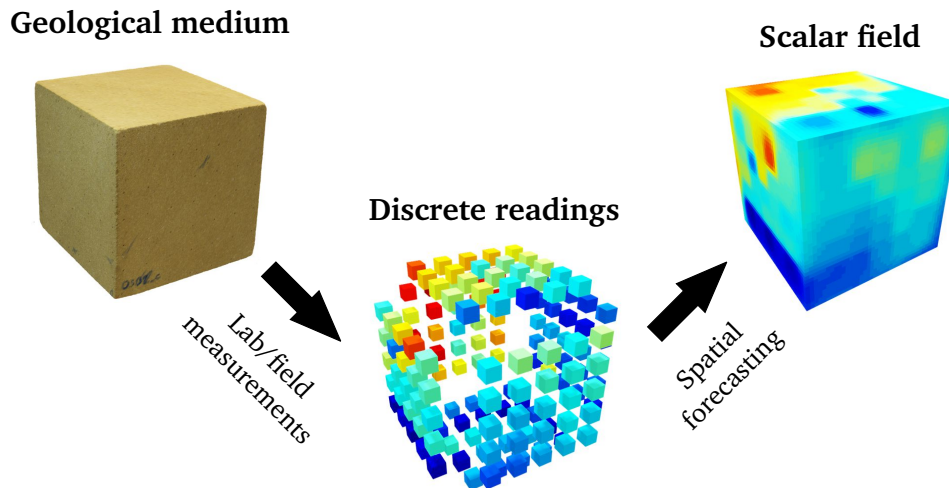 Geological medium
Scalar field
Discrete readings
Lab/field
measurements
Spatial
forecasting